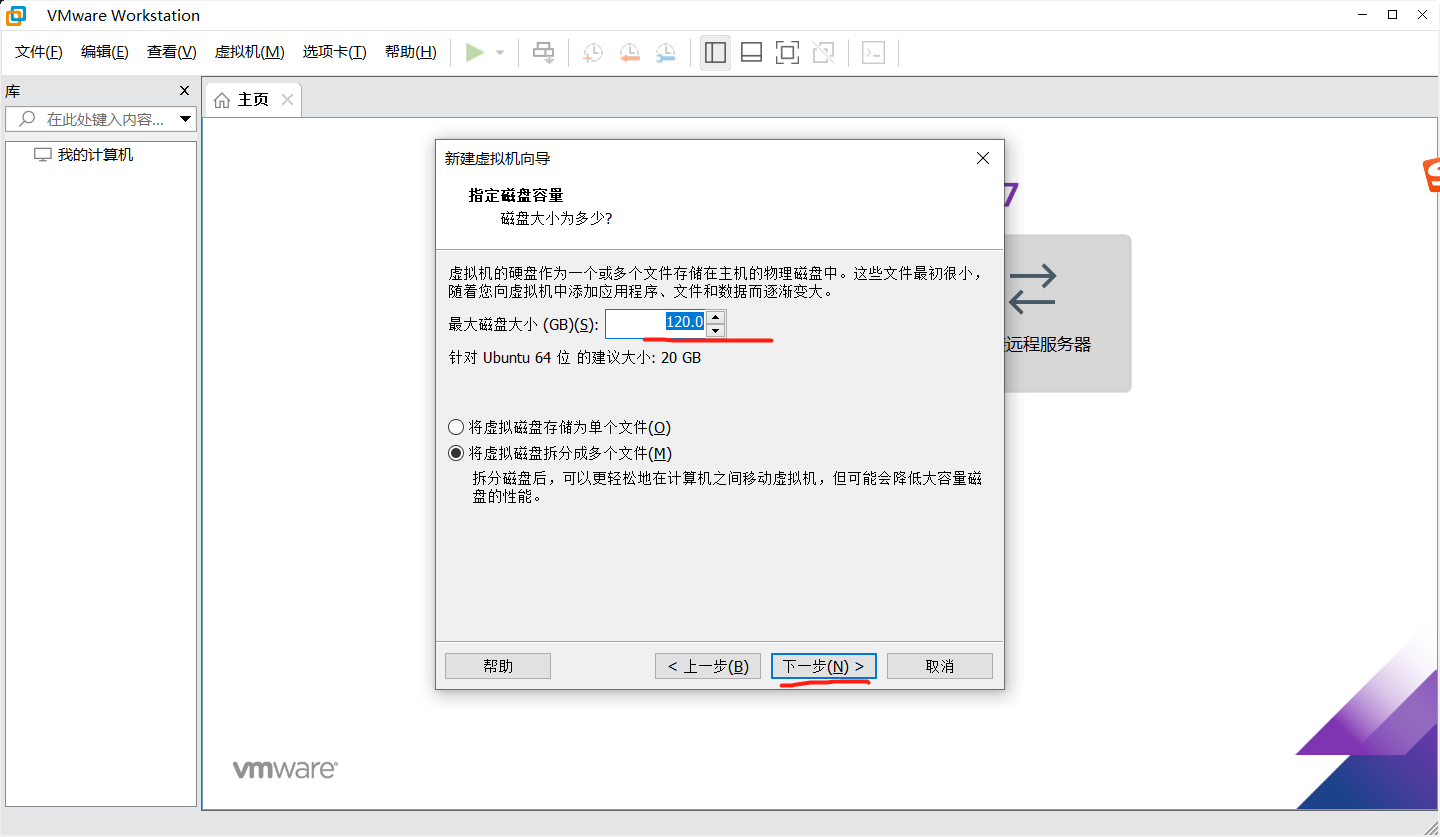 VMware Workstation
文件(F) 编辑(E) 查看(V) 虚拟机(M) 选项卡(T) 帮助(H)
库
主页
在此处键入内容...
我的计算机
新建虚拟机向导
指定磁盘容量
磁盘大小为多少?
7
虚拟机的硬盘作为一个或多个文件存储在主机的物理磁盘中。这些文件最初很小，
随着您向虚拟机中添加应用程序、文件和数据而逐渐变大。
最大磁盘大小 (GB)(S): 120.0
针对 Ubuntu 64 位 的建议大小: 20 GB
远程服务器
将虚拟磁盘存储为单个文件(O)
将虚拟磁盘拆分成多个文件(M)
拆分磁盘后，可以更轻松地在计算机之间移动虚拟机，但可能会降低大容量磁
盘的性能。
帮助 < 上一步(B) 下一步(N) > 取消
vmware